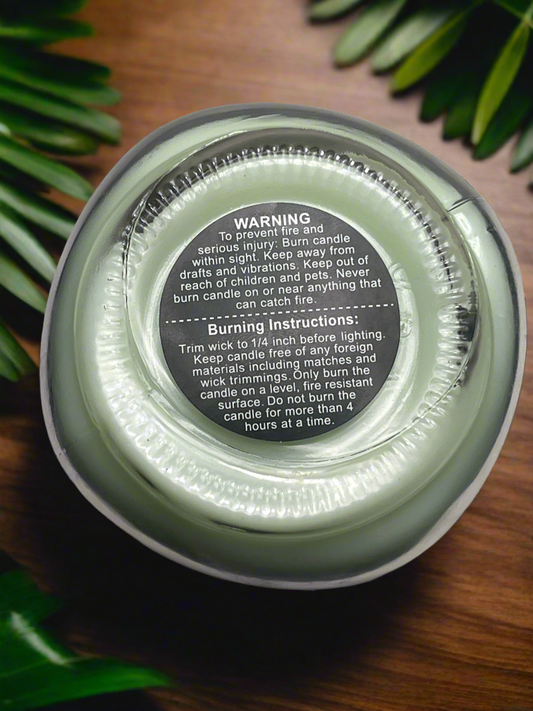 WARNING
To prevent fire and
serious injury: Burn candle
within sight. Keep away from
drafts and vibrations. Keep out of
reach of children and pets. Never
burn candle on or near anything that
can catch fire.
Burning Instructions:
Trim wick to 1/4 inch before lighting.
Keep candle free of any foreign
materials including matches and
wick trimmings. Only burn the
candle on a level, fire resistant
surface. Do not burn the
candle for more than 4
hours at a time.